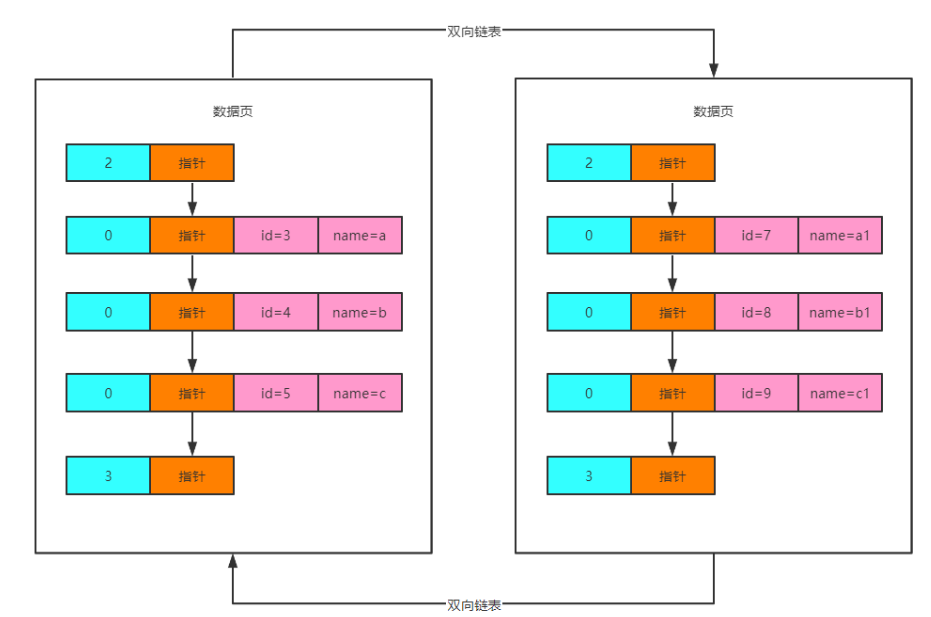 双向链表
数据页
2 指针
0 指针 id=3 name=a
0 指针 id=4 name=b
0 指针 id=5 name=c
3 指针
数据页
2 指针
0 指针 id=7 name=a1
0 指针 id=8 name=b1
0 指针 id=9 name=c1
3 指针
双向链表